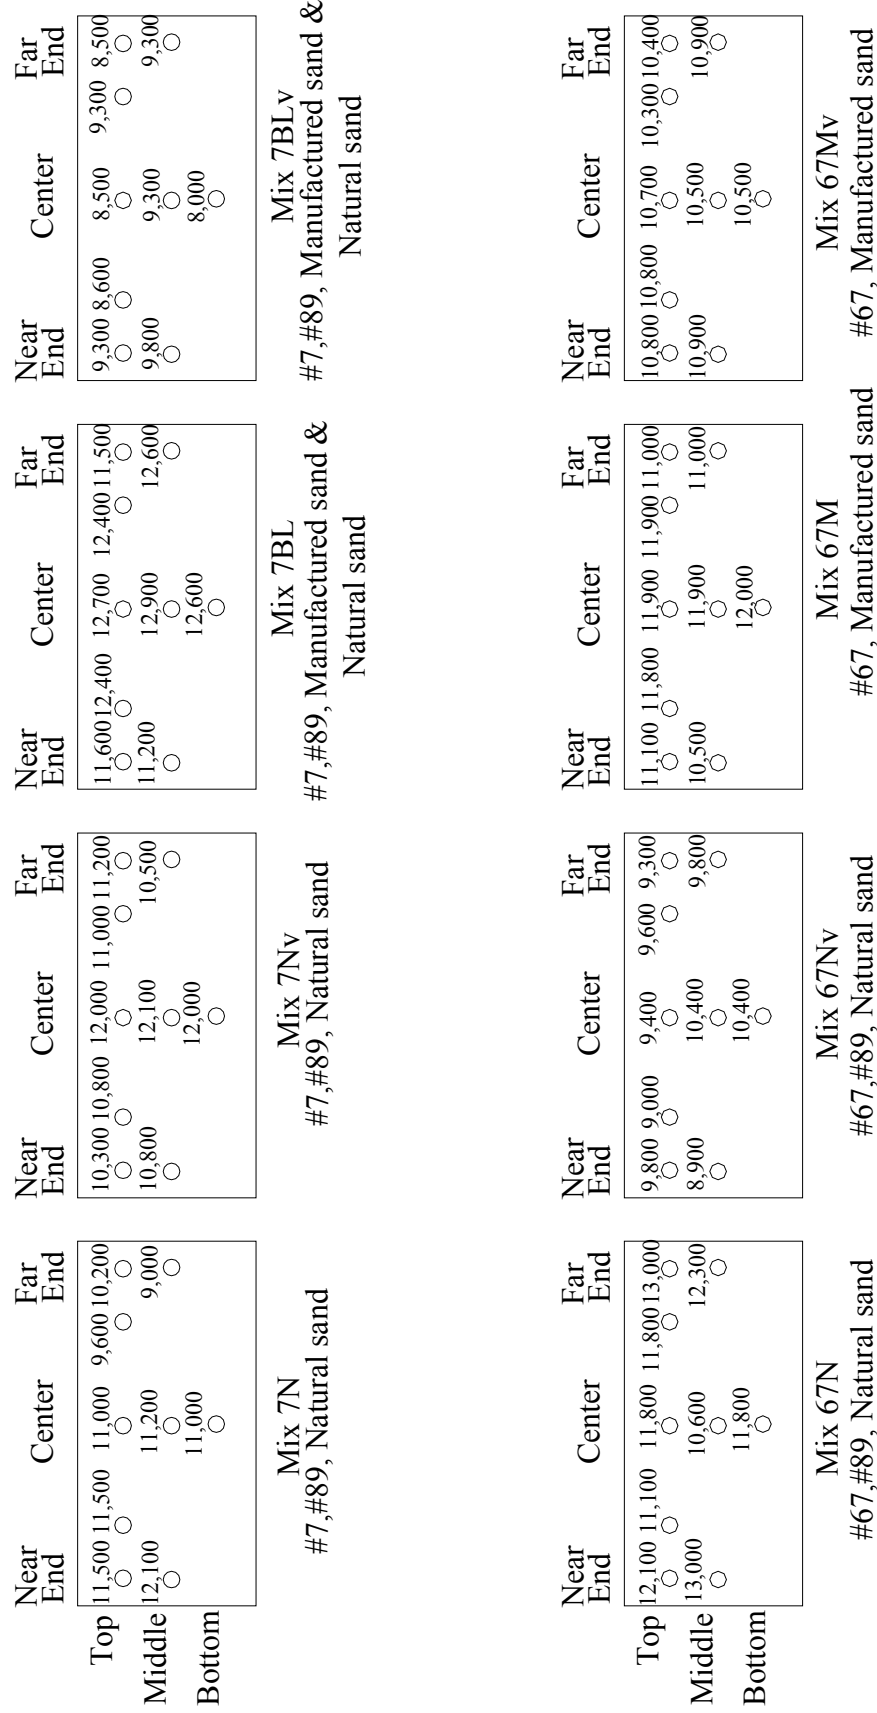 Near
End
Center
Far
End
Top
Middle
Bottom
11,500
11,500
11,000
9,600
10,200
12,100
11,200
9,000
11,000
Mix 7N
#7,#89, Natural sand
Near
End
Center
Far
End
10,300
10,800
12,000
11,000
11,200
10,800
12,100
10,500
12,000
Mix 7Nv
#7,#89, Natural sand
Near
End
Center
Far
End
11,600
12,400
12,700
12,400
11,500
11,200
12,900
12,600
12,600
Mix 7BL
#7,#89, Manufactured sand &
Natural sand
Near
End
Center
Far
End
9,300
8,600
8,500
9,300
8,500
9,800
9,300
9,300
8,000
Mix 7BLv
#7,#89, Manufactured sand &
Natural sand
Near
End
Center
Far
End
Top
Middle
Bottom
12,100
11,100
11,800
11,800
13,000
13,000
10,600
12,300
11,800
Mix 67N
#67,#89, Natural sand
Near
End
Center
Far
End
9,800
9,000
9,400
9,600
9,300
8,900
10,400
9,800
10,400
Mix 67Nv
#67,#89, Natural sand
Near
End
Center
Far
End
11,100
11,800
11,900
11,900
11,000
10,500
11,900
11,000
12,000
Mix 67M
#67, Manufactured sand
Near
End
Center
Far
End
10,800
10,800
10,700
10,300
10,400
10,900
10,500
10,900
10,500
Mix 67Mv
#67, Manufactured sand